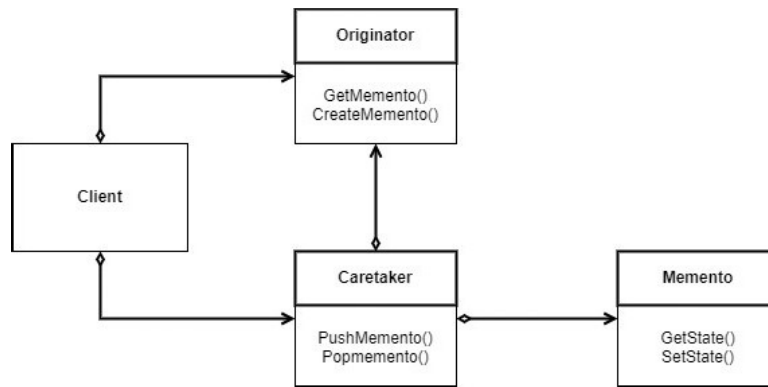 Originator
GetMemento()
CreateMemento()
Client
Caretaker
PushMemento()
Popmemento()
Memento
GetState()
SetState()